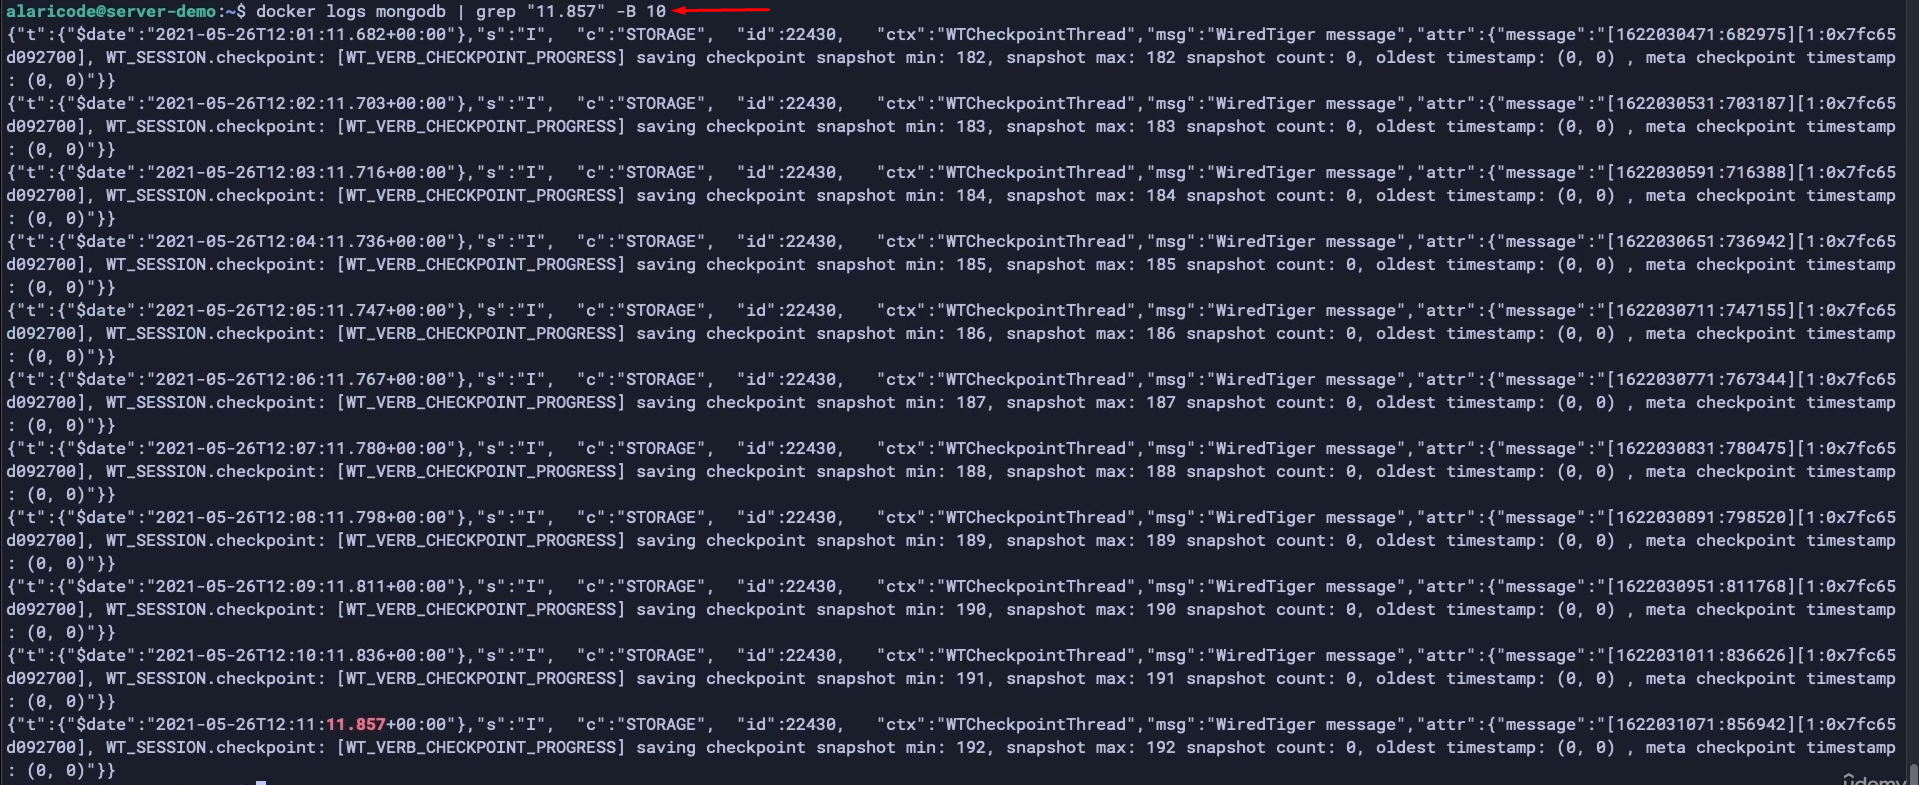 alaricode@server-demo:~$ docker logs mongodb | grep "11.857" -B 10
{"t":{"$date":"2021-05-26T12:01:11.682+00:00"},"s":"I",  "c":"STORAGE",  "id":22430,   "ctx":"WTCheckpointThread","msg":"WiredTiger message","attr":{"message":"[1622030471:682975][1:0x7fc65
d092700], WT_SESSION.checkpoint: [WT_VERB_CHECKPOINT_PROGRESS] saving checkpoint snapshot min: 182, snapshot max: 182 snapshot count: 0, oldest timestamp: (0, 0) , meta checkpoint timestamp
: (0, 0)"}}
{"t":{"$date":"2021-05-26T12:02:11.703+00:00"},"s":"I",  "c":"STORAGE",  "id":22430,   "ctx":"WTCheckpointThread","msg":"WiredTiger message","attr":{"message":"[1622030531:703187][1:0x7fc65
d092700], WT_SESSION.checkpoint: [WT_VERB_CHECKPOINT_PROGRESS] saving checkpoint snapshot min: 183, snapshot max: 183 snapshot count: 0, oldest timestamp: (0, 0) , meta checkpoint timestamp
: (0, 0)"}}
{"t":{"$date":"2021-05-26T12:03:11.716+00:00"},"s":"I",  "c":"STORAGE",  "id":22430,   "ctx":"WTCheckpointThread","msg":"WiredTiger message","attr":{"message":"[1622030591:716388][1:0x7fc65
d092700], WT_SESSION.checkpoint: [WT_VERB_CHECKPOINT_PROGRESS] saving checkpoint snapshot min: 184, snapshot max: 184 snapshot count: 0, oldest timestamp: (0, 0) , meta checkpoint timestamp
: (0, 0)"}}
{"t":{"$date":"2021-05-26T12:04:11.736+00:00"},"s":"I",  "c":"STORAGE",  "id":22430,   "ctx":"WTCheckpointThread","msg":"WiredTiger message","attr":{"message":"[1622030651:736942][1:0x7fc65
d092700], WT_SESSION.checkpoint: [WT_VERB_CHECKPOINT_PROGRESS] saving checkpoint snapshot min: 185, snapshot max: 185 snapshot count: 0, oldest timestamp: (0, 0) , meta checkpoint timestamp
: (0, 0)"}}
{"t":{"$date":"2021-05-26T12:05:11.747+00:00"},"s":"I",  "c":"STORAGE",  "id":22430,   "ctx":"WTCheckpointThread","msg":"WiredTiger message","attr":{"message":"[1622030711:747155][1:0x7fc65
d092700], WT_SESSION.checkpoint: [WT_VERB_CHECKPOINT_PROGRESS] saving checkpoint snapshot min: 186, snapshot max: 186 snapshot count: 0, oldest timestamp: (0, 0) , meta checkpoint timestamp
: (0, 0)"}}
{"t":{"$date":"2021-05-26T12:06:11.767+00:00"},"s":"I",  "c":"STORAGE",  "id":22430,   "ctx":"WTCheckpointThread","msg":"WiredTiger message","attr":{"message":"[1622030771:767344][1:0x7fc65
d092700], WT_SESSION.checkpoint: [WT_VERB_CHECKPOINT_PROGRESS] saving checkpoint snapshot min: 187, snapshot max: 187 snapshot count: 0, oldest timestamp: (0, 0) , meta checkpoint timestamp
: (0, 0)"}}
{"t":{"$date":"2021-05-26T12:07:11.780+00:00"},"s":"I",  "c":"STORAGE",  "id":22430,   "ctx":"WTCheckpointThread","msg":"WiredTiger message","attr":{"message":"[1622030831:780475][1:0x7fc65
d092700], WT_SESSION.checkpoint: [WT_VERB_CHECKPOINT_PROGRESS] saving checkpoint snapshot min: 188, snapshot max: 188 snapshot count: 0, oldest timestamp: (0, 0) , meta checkpoint timestamp
: (0, 0)"}}
{"t":{"$date":"2021-05-26T12:08:11.798+00:00"},"s":"I",  "c":"STORAGE",  "id":22430,   "ctx":"WTCheckpointThread","msg":"WiredTiger message","attr":{"message":"[1622030891:798520][1:0x7fc65
d092700], WT_SESSION.checkpoint: [WT_VERB_CHECKPOINT_PROGRESS] saving checkpoint snapshot min: 189, snapshot max: 189 snapshot count: 0, oldest timestamp: (0, 0) , meta checkpoint timestamp
: (0, 0)"}}
{"t":{"$date":"2021-05-26T12:09:11.811+00:00"},"s":"I",  "c":"STORAGE",  "id":22430,   "ctx":"WTCheckpointThread","msg":"WiredTiger message","attr":{"message":"[1622030951:811768][1:0x7fc65
d092700], WT_SESSION.checkpoint: [WT_VERB_CHECKPOINT_PROGRESS] saving checkpoint snapshot min: 190, snapshot max: 190 snapshot count: 0, oldest timestamp: (0, 0) , meta checkpoint timestamp
: (0, 0)"}}
{"t":{"$date":"2021-05-26T12:10:11.836+00:00"},"s":"I",  "c":"STORAGE",  "id":22430,   "ctx":"WTCheckpointThread","msg":"WiredTiger message","attr":{"message":"[1622031011:836626][1:0x7fc65
d092700], WT_SESSION.checkpoint: [WT_VERB_CHECKPOINT_PROGRESS] saving checkpoint snapshot min: 191, snapshot max: 191 snapshot count: 0, oldest timestamp: (0, 0) , meta checkpoint timestamp
: (0, 0)"}}
{"t":{"$date":"2021-05-26T12:11:11.857+00:00"},"s":"I",  "c":"STORAGE",  "id":22430,   "ctx":"WTCheckpointThread","msg":"WiredTiger message","attr":{"message":"[1622031071:856942][1:0x7fc65
d092700], WT_SESSION.checkpoint: [WT_VERB_CHECKPOINT_PROGRESS] saving checkpoint snapshot min: 192, snapshot max: 192 snapshot count: 0, oldest timestamp: (0, 0) , meta checkpoint timestamp
: (0, 0)"}}
udemy